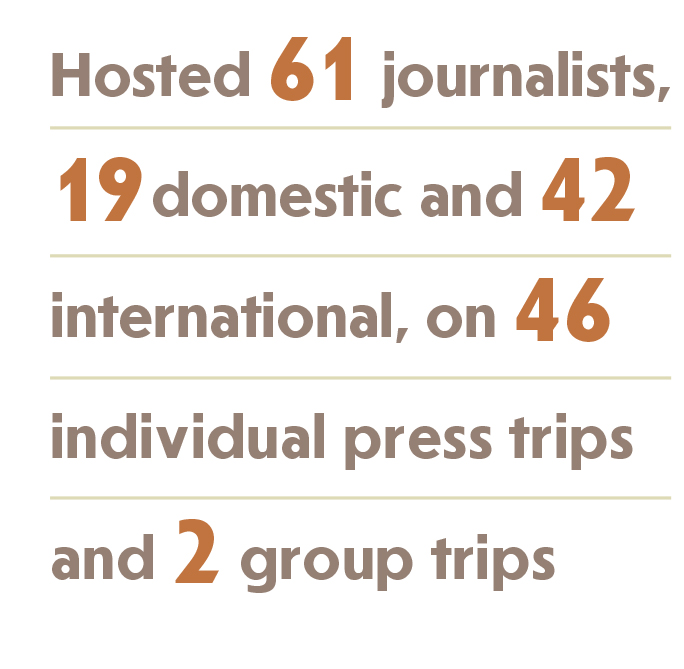 Hosted 61 journalists,
19 domestic and 42
international, on 46
individual press trips
and 2 group trips